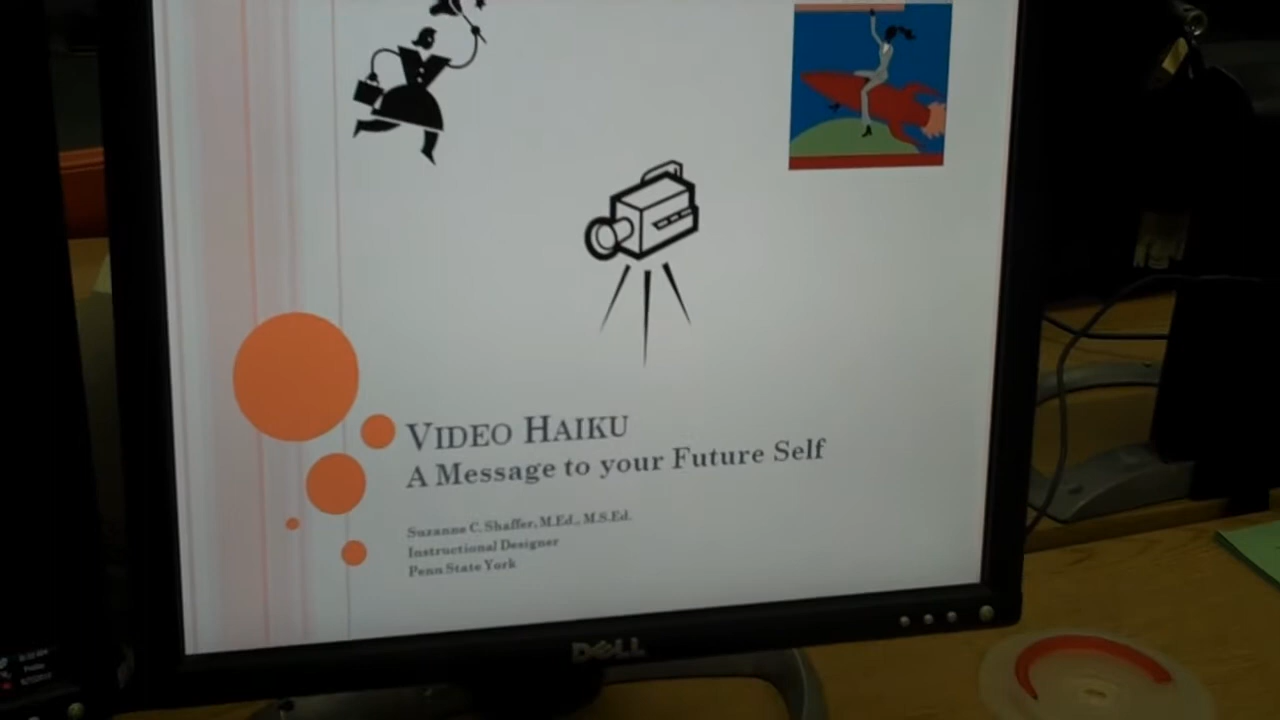 VIDEO HAIKU
A Message to your Future Self
Suzanne C. Shaffer, M.Ed., M.S.Ed.
Instructional Designer
Penn State York
DELL